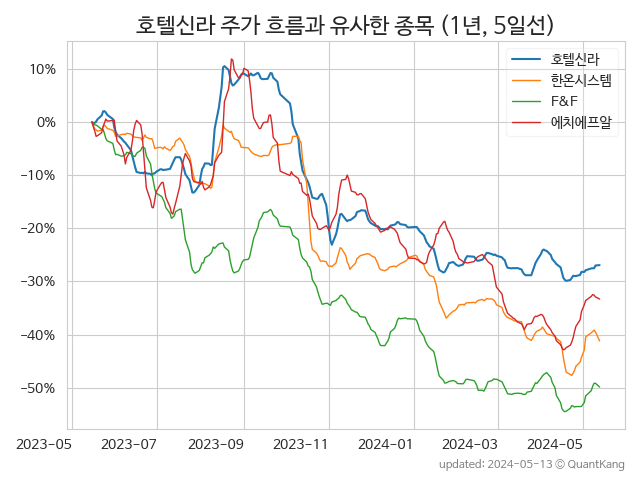 호텔신라 주가 흐름과 유사한 종목 (1년, 5일선)
호텔신라
한온시스템
F&F
에치에프알
10%
0%
-10%
-20%
-30%
-40%
-50%
2023-05 2023-07 2023-09 2023-11 2024-01 2024-03 2024-05
updated: 2024-05-13 ⓒ QuantKang